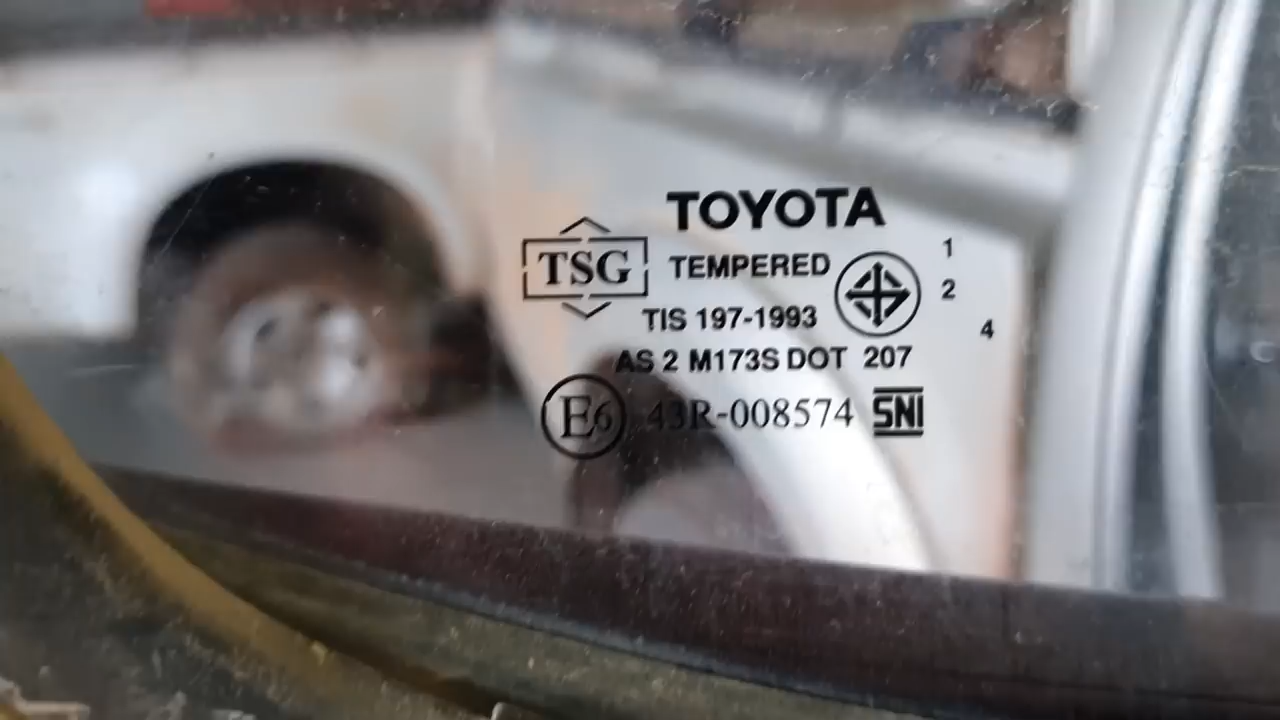 TOYOTA
TSG TEMPERED
1
2
TIS 197-1993
4
AS 2 M173S DOT 207
E6 43R-008574 SNI